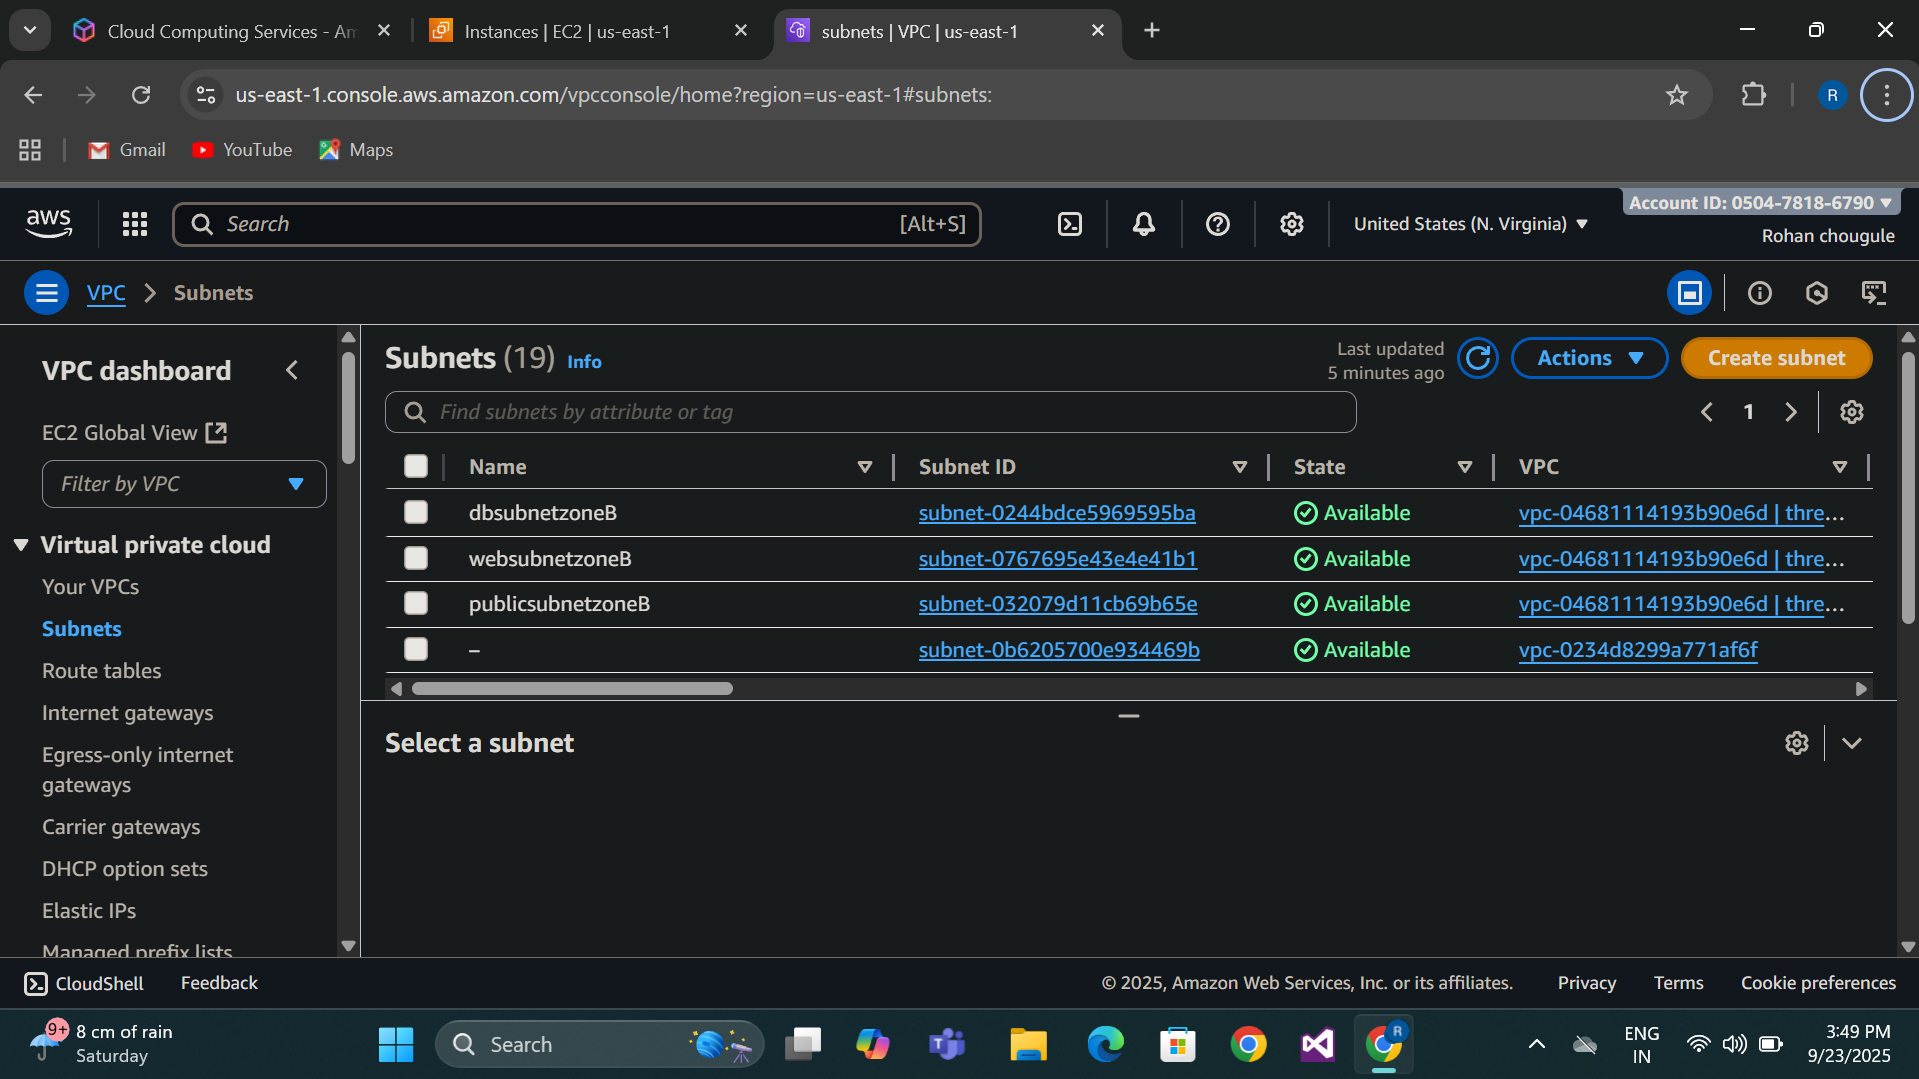 Cloud Computing Services - Am
Instances | EC2 | us-east-1
subnets | VPC | us-east-1
us-east-1.console.aws.amazon.com/vpcconsole/home?region=us-east-1#subnets:
R
Gmail
YouTube
Maps
aws
Search
[Alt+S]
United States (N. Virginia)
Account ID: 0504-7818-6790
Rohan chougule
VPC
Subnets
VPC dashboard
EC2 Global View
Filter by VPC
Virtual private cloud
Your VPCs
Subnets
Route tables
Internet gateways
Egress-only internet
gateways
Carrier gateways
DHCP option sets
Elastic IPs
Managed prefix lists
Subnets (19) Info
Last updated
5 minutes ago
Actions
Create subnet
Find subnets by attribute or tag
1
Name Subnet ID State VPC
dbsubnetzoneB subnet-0244bdce5969595ba Available vpc-04681114193b90e6d | thre...
websubnetzoneB subnet-0767695e43e4e41b1 Available vpc-04681114193b90e6d | thre...
publicsubnetzoneB subnet-032079d11cb69b65e Available vpc-04681114193b90e6d | thre...
– subnet-0b6205700e934469b Available vpc-0234d8299a771af6f
Select a subnet
CloudShell
Feedback
© 2025, Amazon Web Services, Inc. or its affiliates.
Privacy
Terms
Cookie preferences
9+
8 cm of rain
Saturday
Search
R
ENG
IN
3:49 PM
9/23/2025